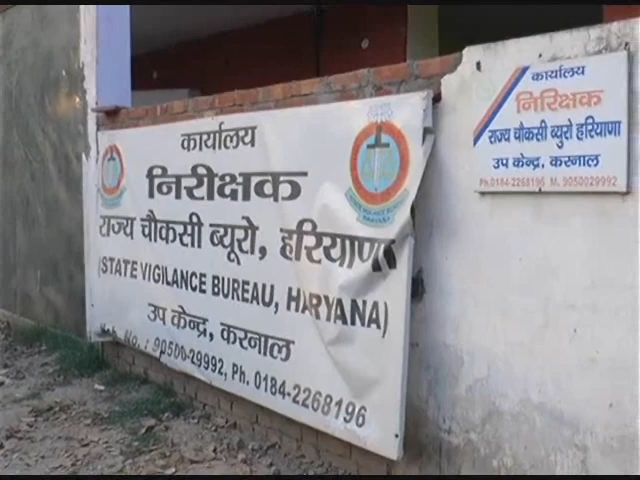 कार्यालय
निरीक्षक
राज्य चौकसी ब्यूरो, हरियाणा
(STATE VIGILANCE BUREAU, HARYANA)
उप केन्द्र, करनाल
Mob. No. : 90500-29992, Ph. 0184-2268196
कार्यालय
निरिक्षक
राज्य चौकसी ब्युरो हरियाणा
उप केन्द्र, करनाल
Ph.0184-2268196 M. 9050029992